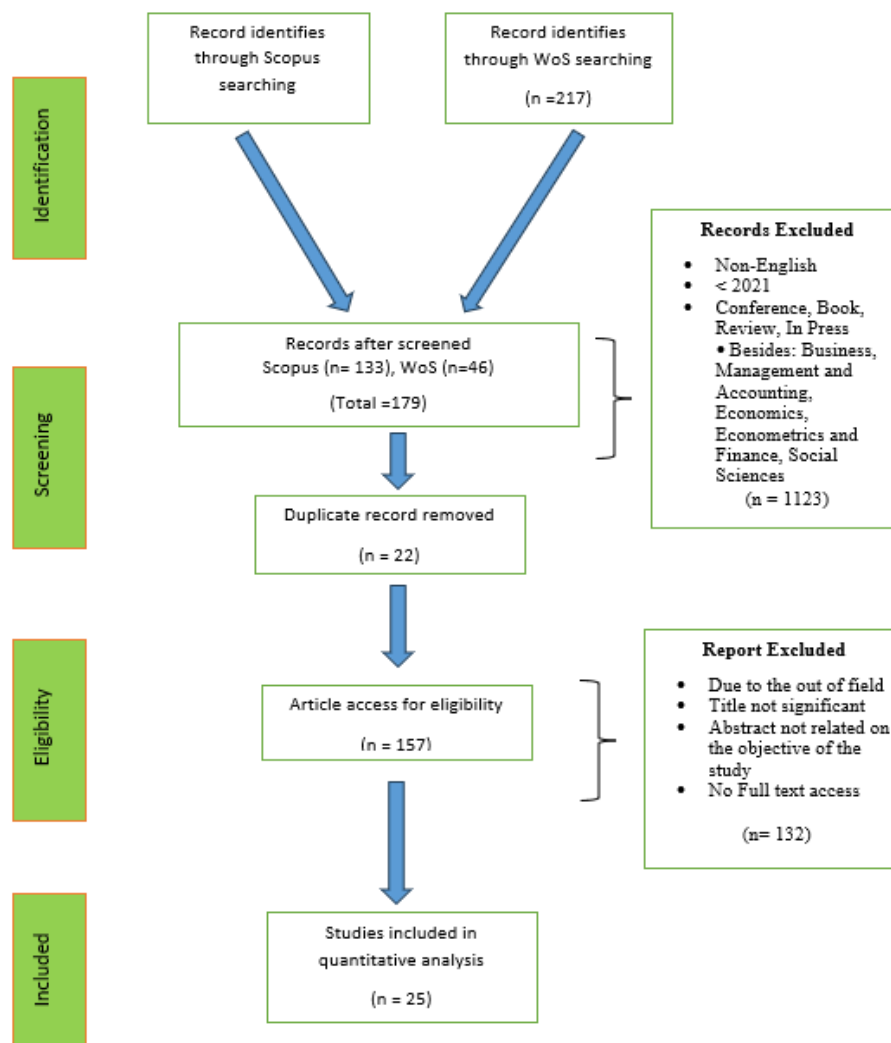 Record identifies
through Scopus
searching
Record identifies
through WoS searching
(n =217)
Identification
Records Excluded
• Non-English
• < 2021
• Conference, Book,
Review, In Press
• Besides: Business,
Management and
Accounting,
Economics,
Econometrics and
Finance, Social
Sciences
(n = 1123)
Records after screened
Scopus (n= 133), WoS (n=46)
(Total =179)
Screening
Duplicate record removed
(n = 22)
Eligibility
Article access for eligibility
(n = 157)
Report Excluded
• Due to the out of field
• Title not significant
• Abstract not related on
the objective of the
study
• No Full text access
(n= 132)
Included
Studies included in
quantitative analysis
(n = 25)